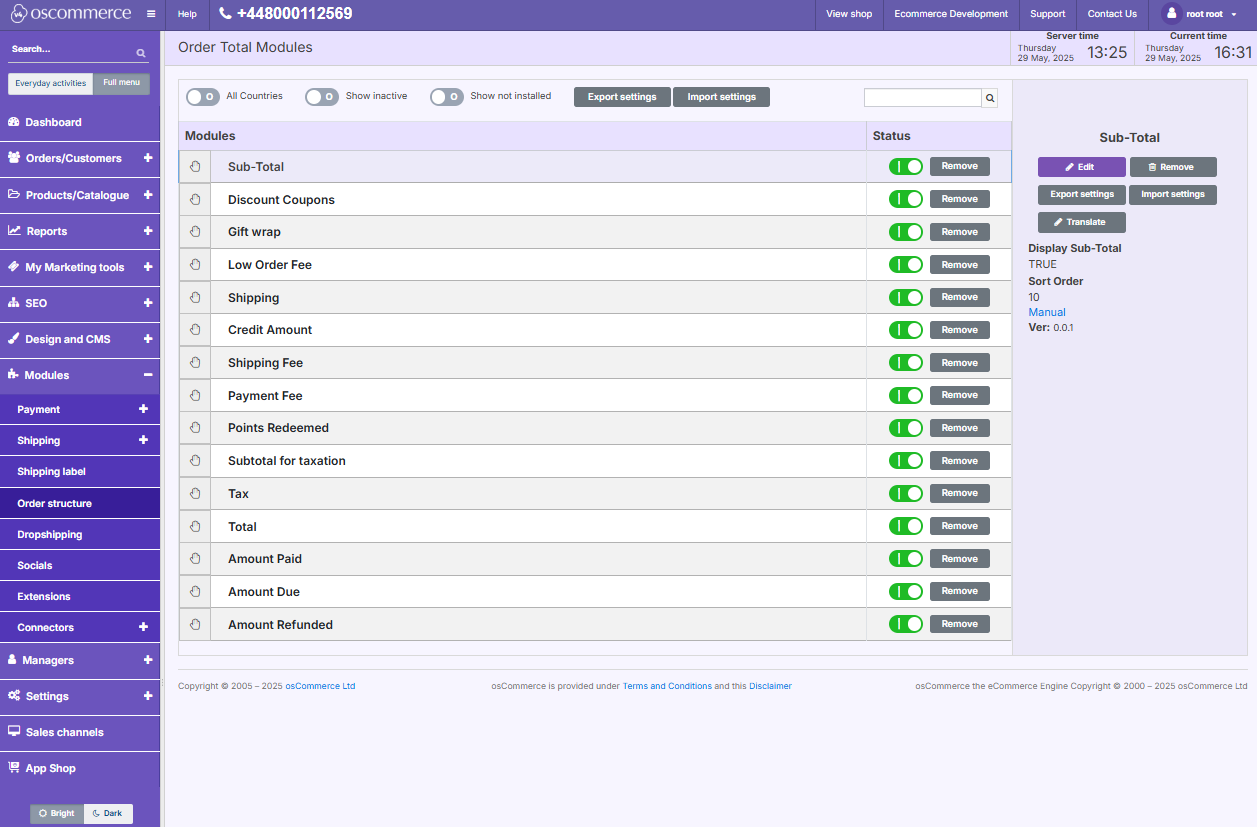 oscommerce
Help
+448000112569
View shop
Ecommerce Development
Support
Contact Us
root root
Search...
Everyday activities
Full menu
Dashboard
Orders/Customers
Products/Catalogue
Reports
My Marketing tools
SEO
Design and CMS
Modules
Payment
Shipping
Shipping label
Order structure
Dropshipping
Socials
Extensions
Connectors
Managers
Settings
Sales channels
App Shop
Bright
Dark
Order Total Modules
Server time
Thursday
29 May, 2025
13:25
Current time
Thursday
29 May, 2025
16:31
All Countries
Show inactive
Show not installed
Export settings
Import settings
Modules
Status
Sub-Total
Remove
Discount Coupons
Remove
Gift wrap
Remove
Low Order Fee
Remove
Shipping
Remove
Credit Amount
Remove
Shipping Fee
Remove
Payment Fee
Remove
Points Redeemed
Remove
Subtotal for taxation
Remove
Tax
Remove
Total
Remove
Amount Paid
Remove
Amount Due
Remove
Amount Refunded
Remove
Sub-Total
Edit
Remove
Export settings
Import settings
Translate
Display Sub-Total
TRUE
Sort Order
10
Manual
Ver: 0.0.1
Copyright © 2005 – 2025 osCommerce Ltd
osCommerce is provided under Terms and Conditions and this Disclaimer
osCommerce the eCommerce Engine Copyright © 2000 – 2025 osCommerce Ltd